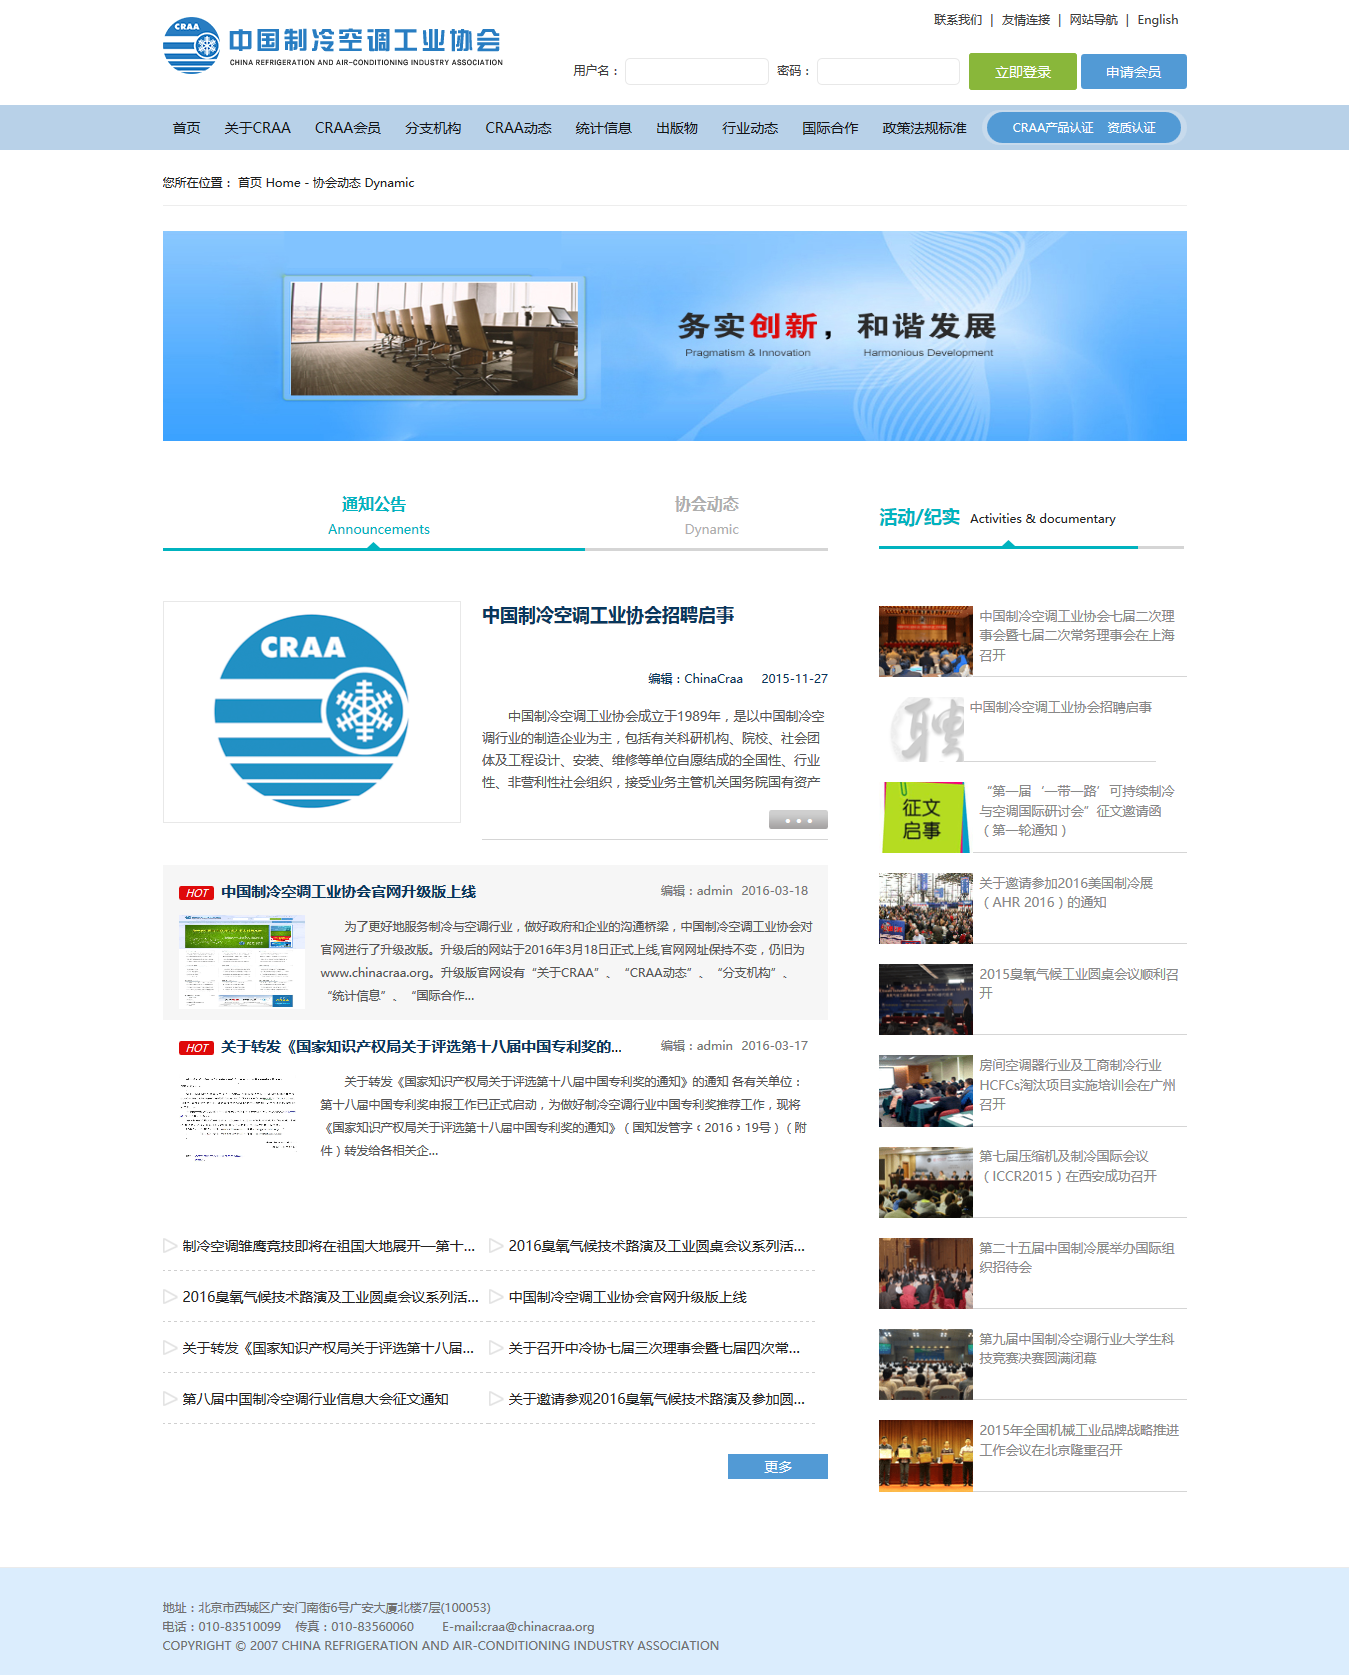 联系我们 | 友情连接 | 网站导航 | English
CRAA
中国制冷空调工业协会
CHINA REFRIGERATION AND AIR-CONDITIONING INDUSTRY ASSOCIATION
用户名： 密码： 立即登录 申请会员
首页 关于CRAA CRAA会员 分支机构 CRAA动态 统计信息 出版物 行业动态 国际合作 政策法规标准 CRAA产品认证 资质认证
您所在位置： 首页 Home - 协会动态 Dynamic
务实创新，和谐发展
Pragmatism & Innovation Harmonious Development
通知公告 协会动态
Announcements Dynamic
中国制冷空调工业协会招聘启事
CRAA
编辑：ChinaCraa 2015-11-27
中国制冷空调工业协会成立于1989年，是以中国制冷空
调行业的制造企业为主，包括有关科研机构、院校、社会团
体及工程设计、安装、维修等单位自愿结成的全国性、行业
性、非营利性社会组织，接受业务主管机关国务院国有资产
HOT 中国制冷空调工业协会官网升级版上线 编辑：admin 2016-03-18
为了更好地服务制冷与空调行业，做好政府和企业的沟通桥梁，中国制冷空调工业协会对
官网进行了升级改版。升级后的网站于2016年3月18日正式上线,官网网址保持不变，仍旧为
www.chinacraa.org。升级版官网设有“关于CRAA”、“CRAA动态”、“分支机构”、
“统计信息”、“国际合作...
HOT 关于转发《国家知识产权局关于评选第十八届中国专利奖的... 编辑：admin 2016-03-17
关于转发《国家知识产权局关于评选第十八届中国专利奖的通知》的通知 各有关单位：
第十八届中国专利奖申报工作已正式启动，为做好制冷空调行业中国专利奖推荐工作，现将
《国家知识产权局关于评选第十八届中国专利奖的通知》（国知发管字﹝2016﹞19号）（附
件）转发给各相关企...
制冷空调雏鹰竞技即将在祖国大地展开—第十... 2016臭氧气候技术路演及工业圆桌会议系列活...
2016臭氧气候技术路演及工业圆桌会议系列活... 中国制冷空调工业协会官网升级版上线
关于转发《国家知识产权局关于评选第十八届... 关于召开中冷协七届三次理事会暨七届四次常...
第八届中国制冷空调行业信息大会征文通知 关于邀请参观2016臭氧气候技术路演及参加圆...
更多
活动/纪实 Activities & documentary
中国制冷空调工业协会七届二次理
事会暨七届二次常务理事会在上海
召开
聘
中国制冷空调工业协会招聘启事
征文
启事
“第一届‘一带一路’可持续制冷
与空调国际研讨会”征文邀请函
（第一轮通知）
关于邀请参加2016美国制冷展
（AHR 2016）的通知
2015臭氧气候工业圆桌会议顺利召
开
房间空调器行业及工商制冷行业
HCFCs淘汰项目实施培训会在广州
召开
第七届压缩机及制冷国际会议
（ICCR2015）在西安成功召开
第二十五届中国制冷展举办国际组
织招待会
第九届中国制冷空调行业大学生科
技竞赛决赛圆满闭幕
2015年全国机械工业品牌战略推进
工作会议在北京隆重召开
地址：北京市西城区广安门南街6号广安大厦北楼7层(100053)
电话：010-83510099 传真：010-83560060 E-mail:craa@chinacraa.org
COPYRIGHT © 2007 CHINA REFRIGERATION AND AIR-CONDITIONING INDUSTRY ASSOCIATION